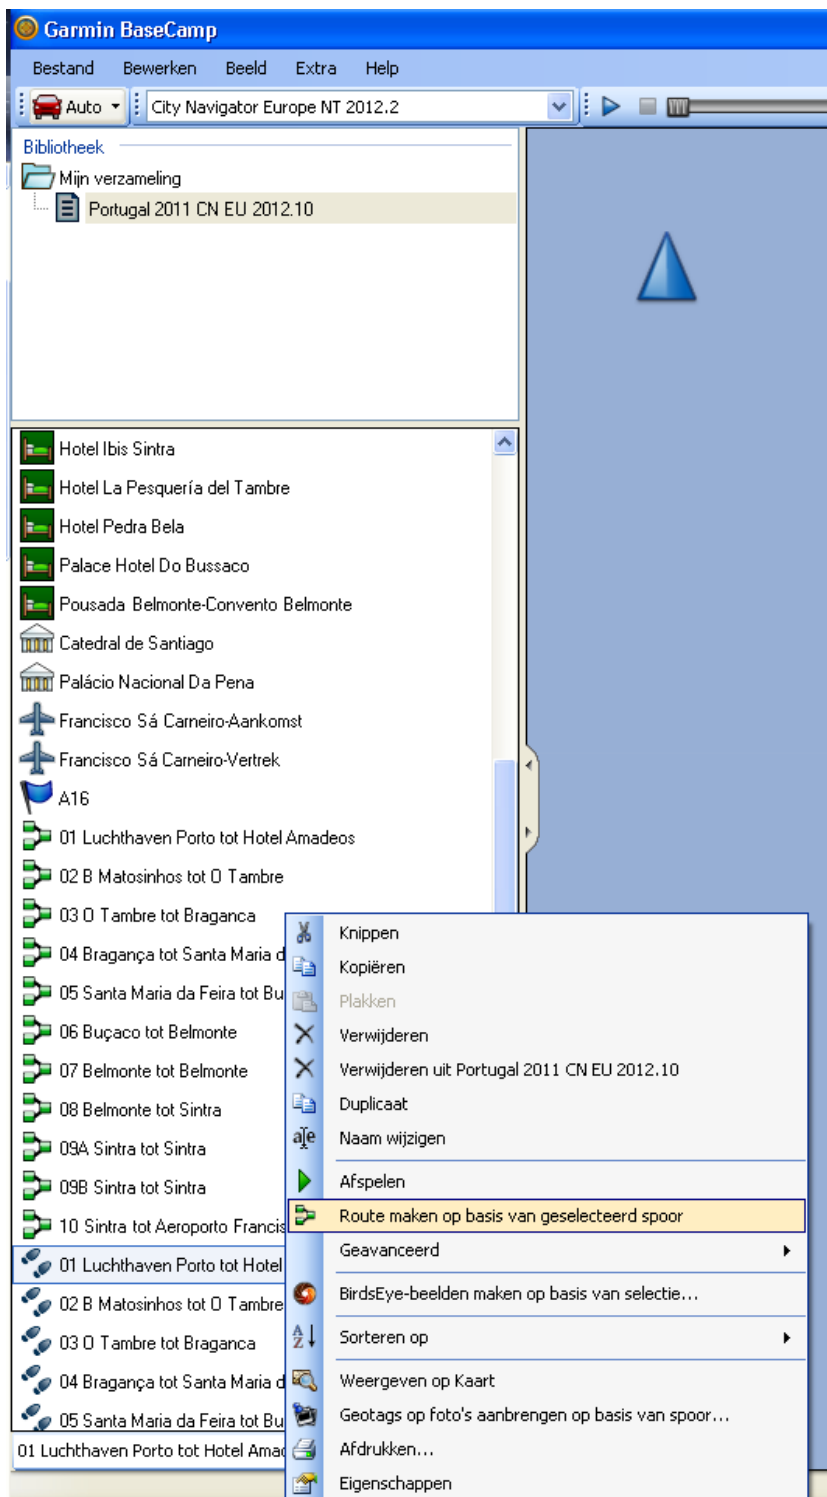 Garmin BaseCamp
Bestand Bewerken Beeld Extra Help
Auto City Navigator Europe NT 2012.2
Bibliotheek
Mijn verzameling
Portugal 2011 CN EU 2012.10
Hotel Ibis Sintra
Hotel La Pesquería del Tambre
Hotel Pedra Bela
Palace Hotel Do Bussaco
Pousada Belmonte-Convento Belmonte
Catedral de Santiago
Palácio Nacional Da Pena
Francisco Sá Carneiro-Aankomst
Francisco Sá Carneiro-Vertrek
A16
01 Luchthaven Porto tot Hotel Amadeos
02 B Matosinhos tot O Tambre
03 O Tambre tot Braganca
04 Bragança tot Santa Maria d
05 Santa Maria da Feira tot Bu
06 Buçaco tot Belmonte
07 Belmonte tot Belmonte
08 Belmonte tot Sintra
09A Sintra tot Sintra
09B Sintra tot Sintra
10 Sintra tot Aeroporto Francis
01 Luchthaven Porto tot Hotel
02 B Matosinhos tot O Tambre
03 O Tambre tot Braganca
04 Bragança tot Santa Maria d
05 Santa Maria da Feira tot Bu
01 Luchthaven Porto tot Hotel Amad
Knippen
Kopiëren
Plakken
Verwijderen
Verwijderen uit Portugal 2011 CN EU 2012.10
Duplicaat
Naam wijzigen
Afspelen
Route maken op basis van geselecteerd spoor
Geavanceerd
BirdsEye-beelden maken op basis van selectie...
Sorteren op
Weergeven op Kaart
Geotags op foto's aanbrengen op basis van spoor...
Afdrukken...
Eigenschappen